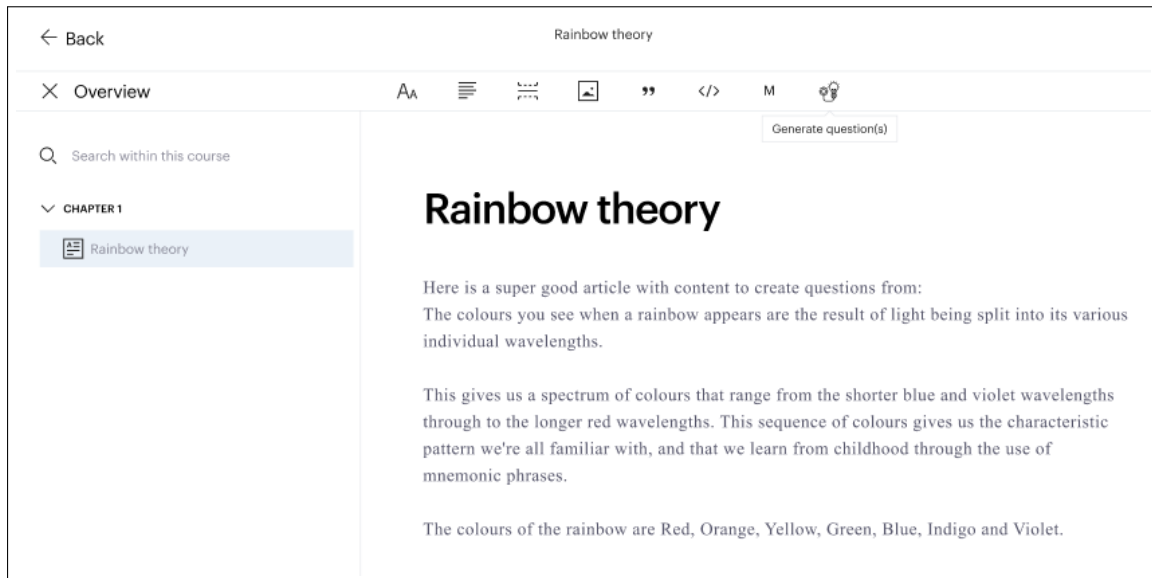 Back
Rainbow theory
Overview
AA
”
</>
M
Generate question(s)
Search within this course
CHAPTER 1
Rainbow theory
Rainbow theory
Here is a super good article with content to create questions from:
The colours you see when a rainbow appears are the result of light being split into its various
individual wavelengths.
This gives us a spectrum of colours that range from the shorter blue and violet wavelengths
through to the longer red wavelengths. This sequence of colours gives us the characteristic
pattern we're all familiar with, and that we learn from childhood through the use of
mnemonic phrases.
The colours of the rainbow are Red, Orange, Yellow, Green, Blue, Indigo and Violet.